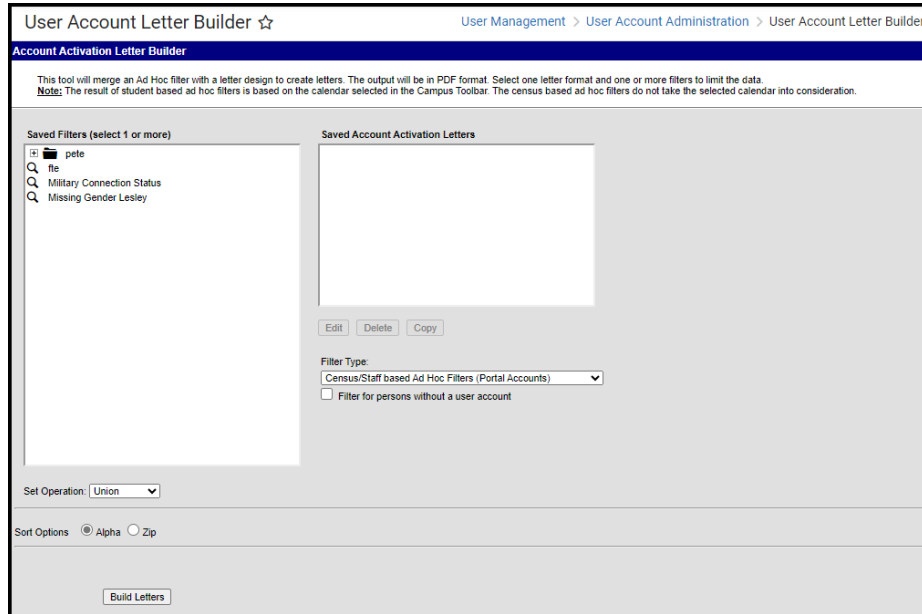 User Account Letter Builder ☆
User Management > User Account Administration > User Account Letter Builder
Account Activation Letter Builder
This tool will merge an Ad Hoc filter with a letter design to create letters. The output will be in PDF format. Select one letter format and one or more filters to limit the data.
Note: The result of student based ad hoc filters is based on the calendar selected in the Campus Toolbar. The census based ad hoc filters do not take the selected calendar into consideration.
Saved Filters (select 1 or more)
pete
fte
Military Connection Status
Missing Gender Lesley
Saved Account Activation Letters
Edit Delete Copy
Filter Type:
Census/Staff based Ad Hoc Filters (Portal Accounts)
Filter for persons without a user account
Set Operation: Union
Sort Options Alpha Zip
Build Letters